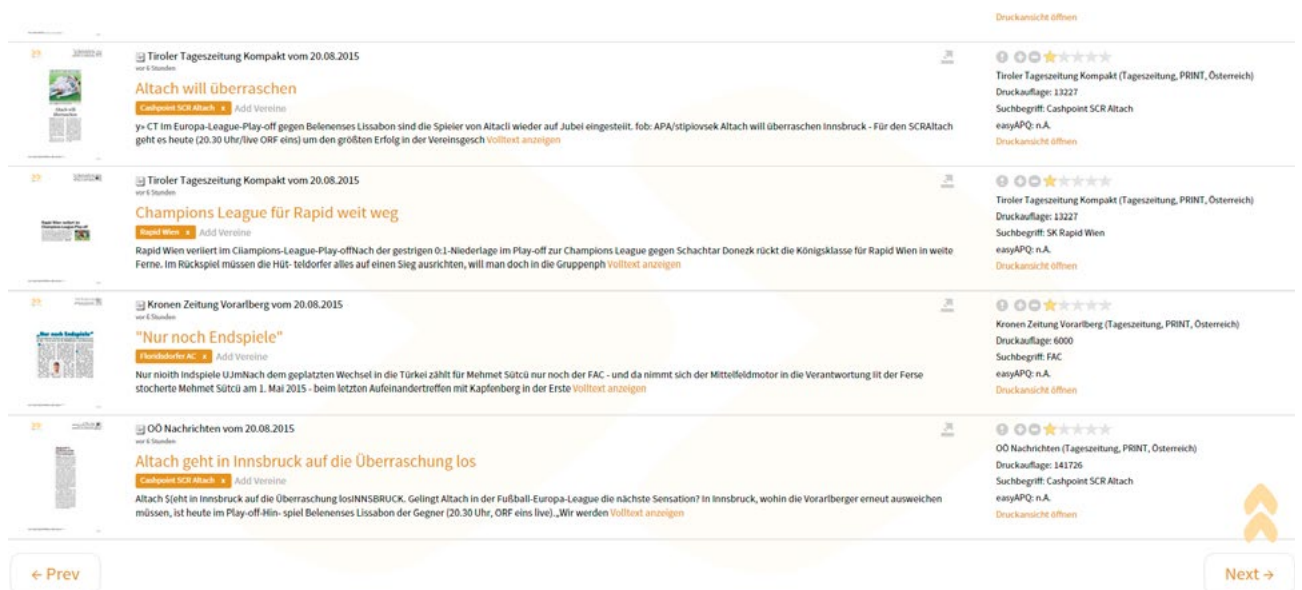 Druckansicht öffnen
Tiroler Tageszeitung Kompakt vom 20.08.2015
vor 6 Stunden
Altach will überraschen
Cashpoint SCR Altach x Add Vereine
y» CT Im Europa-League-Play-off gegen Belenenses Lissabon sind die Spieier von Altacli wieder auf Jubei eingesteiit. fob: APA/stipiovsek Altach will überraschen Innsbruck - Für den SCRAltach
geht es heute (20.30 Uhr/live ORF eins) um den größten Erfolg in der Vereinsgesch Volltext anzeigen
Tiroler Tageszeitung Kompakt (Tageszeitung, PRINT, Österreich)
Druckauflage: 13227
Suchbegriff: Cashpoint SCR Altach
easyAPQ: n.A.
Druckansicht öffnen
Tiroler Tageszeitung Kompakt vom 20.08.2015
vor 6 Stunden
Champions League für Rapid weit weg
Rapid Wien x Add Vereine
Rapid Wien veriiert im Ciiampions-League-Play-offNach der gestrigen 0:1-Niederlage im Play-off zur Champions League gegen Schachtar Donezk rückt die Königsklasse für Rapid Wien in weite
Ferne. Im Rückspiel müssen die Hüt- teldorfer alles auf einen Sieg ausrichten, will man doch in die Gruppenph Volltext anzeigen
Tiroler Tageszeitung Kompakt (Tageszeitung, PRINT, Österreich)
Druckauflage: 13227
Suchbegriff: SK Rapid Wien
easyAPQ: n.A.
Druckansicht öffnen
Kronen Zeitung Vorarlberg vom 20.08.2015
vor 6 Stunden
"Nur noch Endspiele"
Floridsdorfer AC x Add Vereine
Nur nioith Indspiele UJmNach dem geplatzten Wechsel in die Türkei zählt für Mehmet Sütcü nur noch der FAC - und da nimmt sich der Mittelfeldmotor in die Verantwortung lit der Ferse
stocherte Mehmet Sütcü am 1. Mai 2015 - beim letzten Aufeinandertreffen mit Kapfenberg in der Erste Volltext anzeigen
Kronen Zeitung Vorarlberg (Tageszeitung, PRINT, Österreich)
Druckauflage: 6000
Suchbegriff: FAC
easyAPQ: n.A.
Druckansicht öffnen
OÖ Nachrichten vom 20.08.2015
vor 6 Stunden
Altach geht in Innsbruck auf die Überraschung los
Cashpoint SCR Altach x Add Vereine
Altach S(eht in Innsbruck auf die Überraschung losINNSBRUCK. Gelingt Altach in der Fußball-Europa-League die nächste Sensation? In Innsbruck, wohin die Vorarlberger erneut ausweichen
müssen, ist heute im Play-off-Hin- spiel Belenenses Lissabon der Gegner (20.30 Uhr, ORF eins live).„Wir werden Volltext anzeigen
OÖ Nachrichten (Tageszeitung, PRINT, Österreich)
Druckauflage: 141726
Suchbegriff: Cashpoint SCR Altach
easyAPQ: n.A.
Druckansicht öffnen
← Prev
Next →